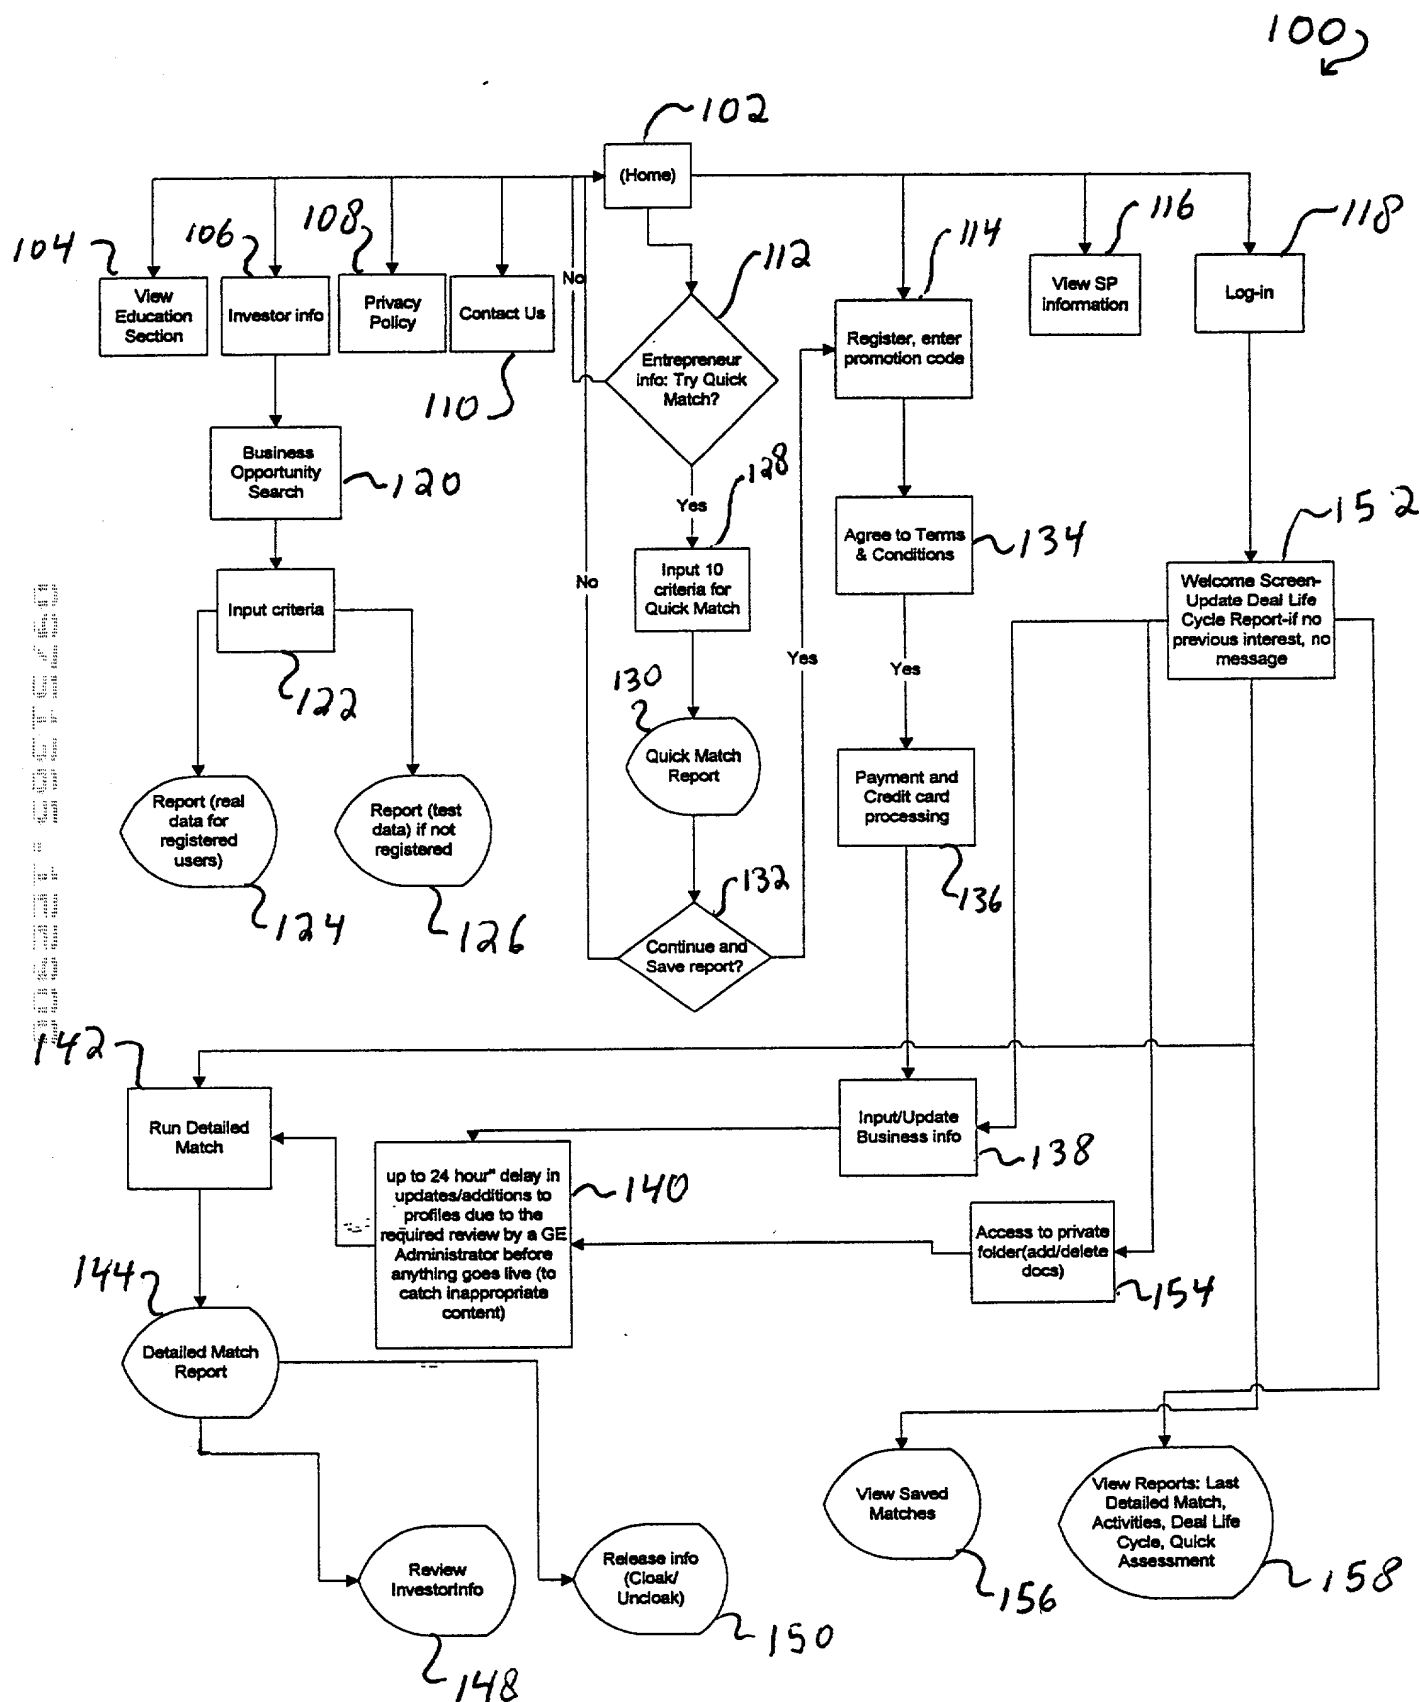 100
102
(Home)
104
106
108
116
118
114
112
View
Education
Section
Investor info
Privacy
Policy
Contact Us
No
View SP
information
Log-in
Register, enter
promotion code
Entrepreneur
info: Try Quick
Match?
110
Business
Opportunity
Search
120
128
Yes
152
Agree to Terms
& Conditions
134
Input 10
criteria for
Quick Match
No
Input criteria
Welcome Screen-
Update Deal Life
Cycle Report-if no
previous interest, no
message
Yes
Yes
122
130
Quick Match
Report
Payment and
Credit card
processing
Report (real
data for
registered
users)
Report (test
data) if not
registered
132
136
124
126
Continue and
Save report?
142
Run Detailed
Match
Input/Update
Business info
138
up to 24 hour" delay in
updates/additions to
profiles due to the
required review by a GE
Administrator before
anything goes live (to
catch inappropriate
content)
140
Access to private
folder(add/delete
docs)
154
144
Detailed Match
Report
View Saved
Matches
View Reports: Last
Detailed Match,
Activities, Deal Life
Cycle, Quick
Assessment
Review
InvestorInfo
Release info
(Cloak/
Uncloak)
156
158
150
148